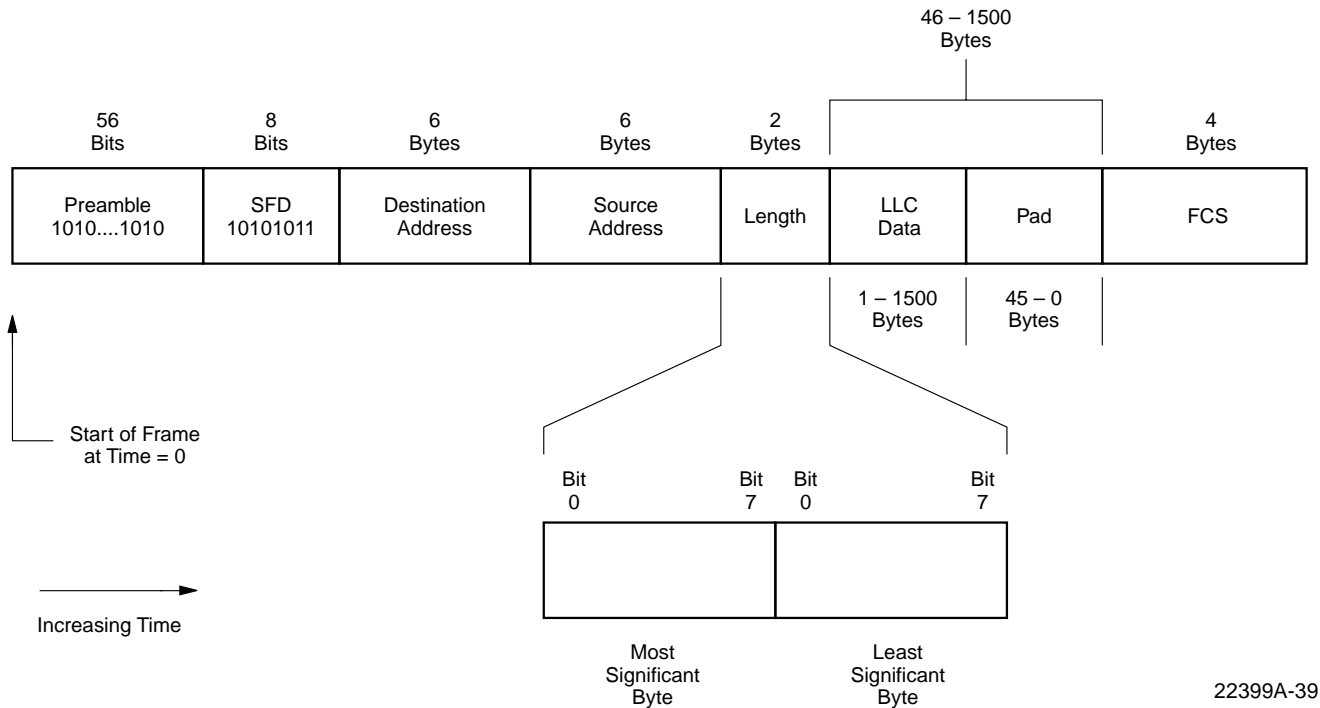 46 – 1500
Bytes
56
Bits
8
Bits
6
Bytes
6
Bytes
2
Bytes
4
Bytes
Preamble
1010....1010
SFD
10101011
Destination
Address
Source
Address
Length
LLC
Data
Pad
FCS
1 – 1500
Bytes
45 – 0
Bytes
Start of Frame
at Time = 0
Bit
0
Bit
7
Bit
0
Bit
7
Increasing Time
Most
Significant
Byte
Least
Significant
Byte
22399A-39